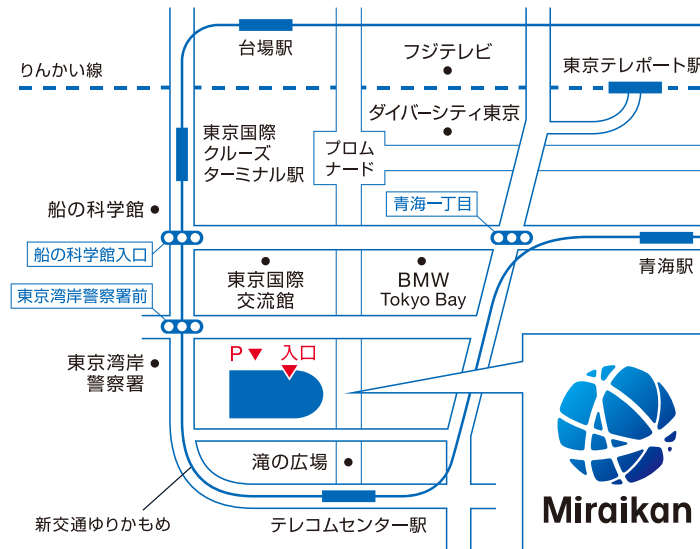 台場駅
フジテレビ
りんかい線
東京テレポート駅
ダイバーシティ東京
東京国際
クルーズ
ターミナル駅
プロム
ナード
船の科学館
青海一丁目
船の科学館入口
東京国際
交流館
BMW
Tokyo Bay
青海駅
東京湾岸警察署前
P
入口
東京湾岸
警察署
滝の広場
新交通ゆりかもめ
テレコムセンター駅
Miraikan